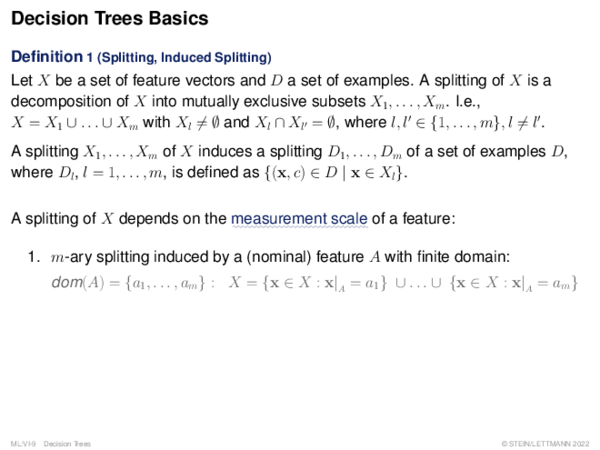 Decision Trees Basics
Definition 1 (Splitting, Induced Splitting)
Let X be a set of feature vectors and D a set of examples. A splitting of X is a
decomposition of X into mutually exclusive subsets X₁, . . . , Xₘ. I.e.,
X = X₁ ∪ . . . ∪ Xₘ with Xₗ ≠ ∅ and Xₗ ∩ Xₗ′ = ∅, where l, l′ ∈ {1, . . . , m}, l ≠ l′.
A splitting X₁, . . . , Xₘ of X induces a splitting D₁, . . . , Dₘ of a set of examples D,
where Dₗ, l = 1, . . . , m, is defined as {(x, c) ∈ D | x ∈ Xₗ}.
A splitting of X depends on the measurement scale of a feature:
1. m-ary splitting induced by a (nominal) feature A with finite domain:
dom(A) = {a₁, . . . , aₘ} : X = {x ∈ X : x|_A = a₁} ∪ . . . ∪ {x ∈ X : x|_A = aₘ}
ML:VI-9 Decision Trees © STEIN/LETTMANN 2022